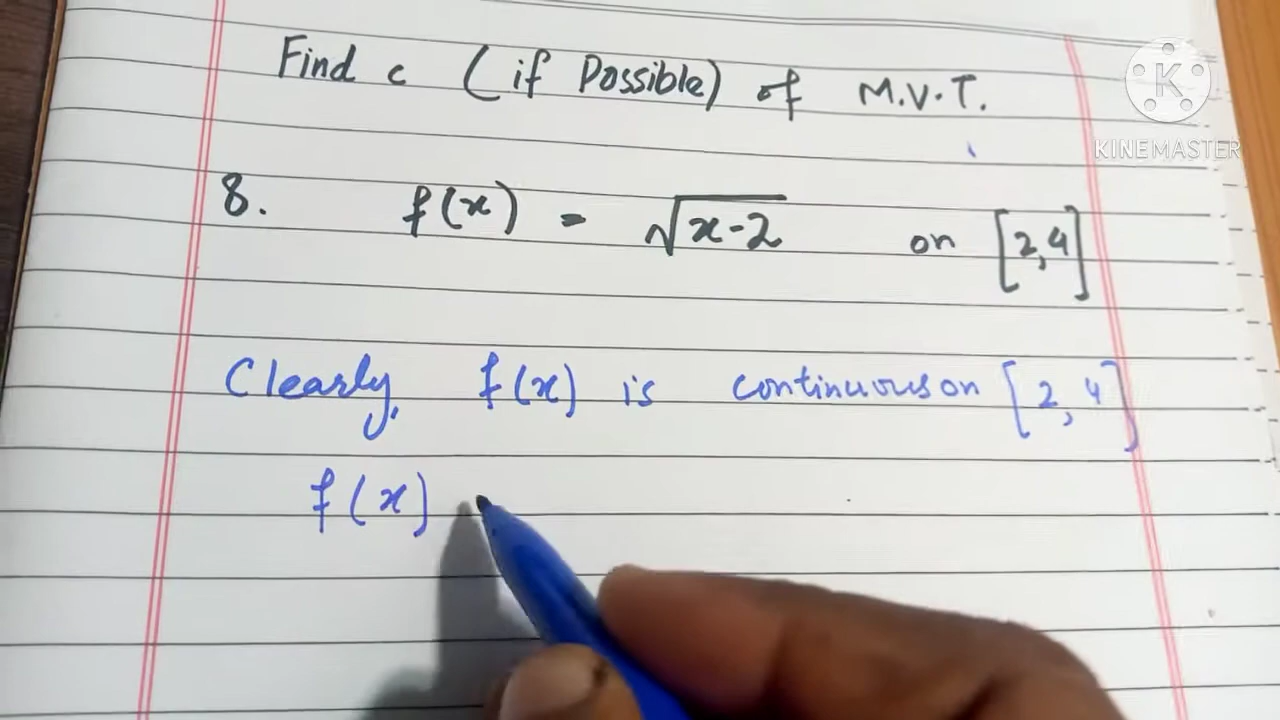 Find c (if Possible) of M.V.T.
K
KINEMASTER
8. f(x) = √x-2 on [2,4]
Clearly, f(x) is continuous on [2,4]
f(x)